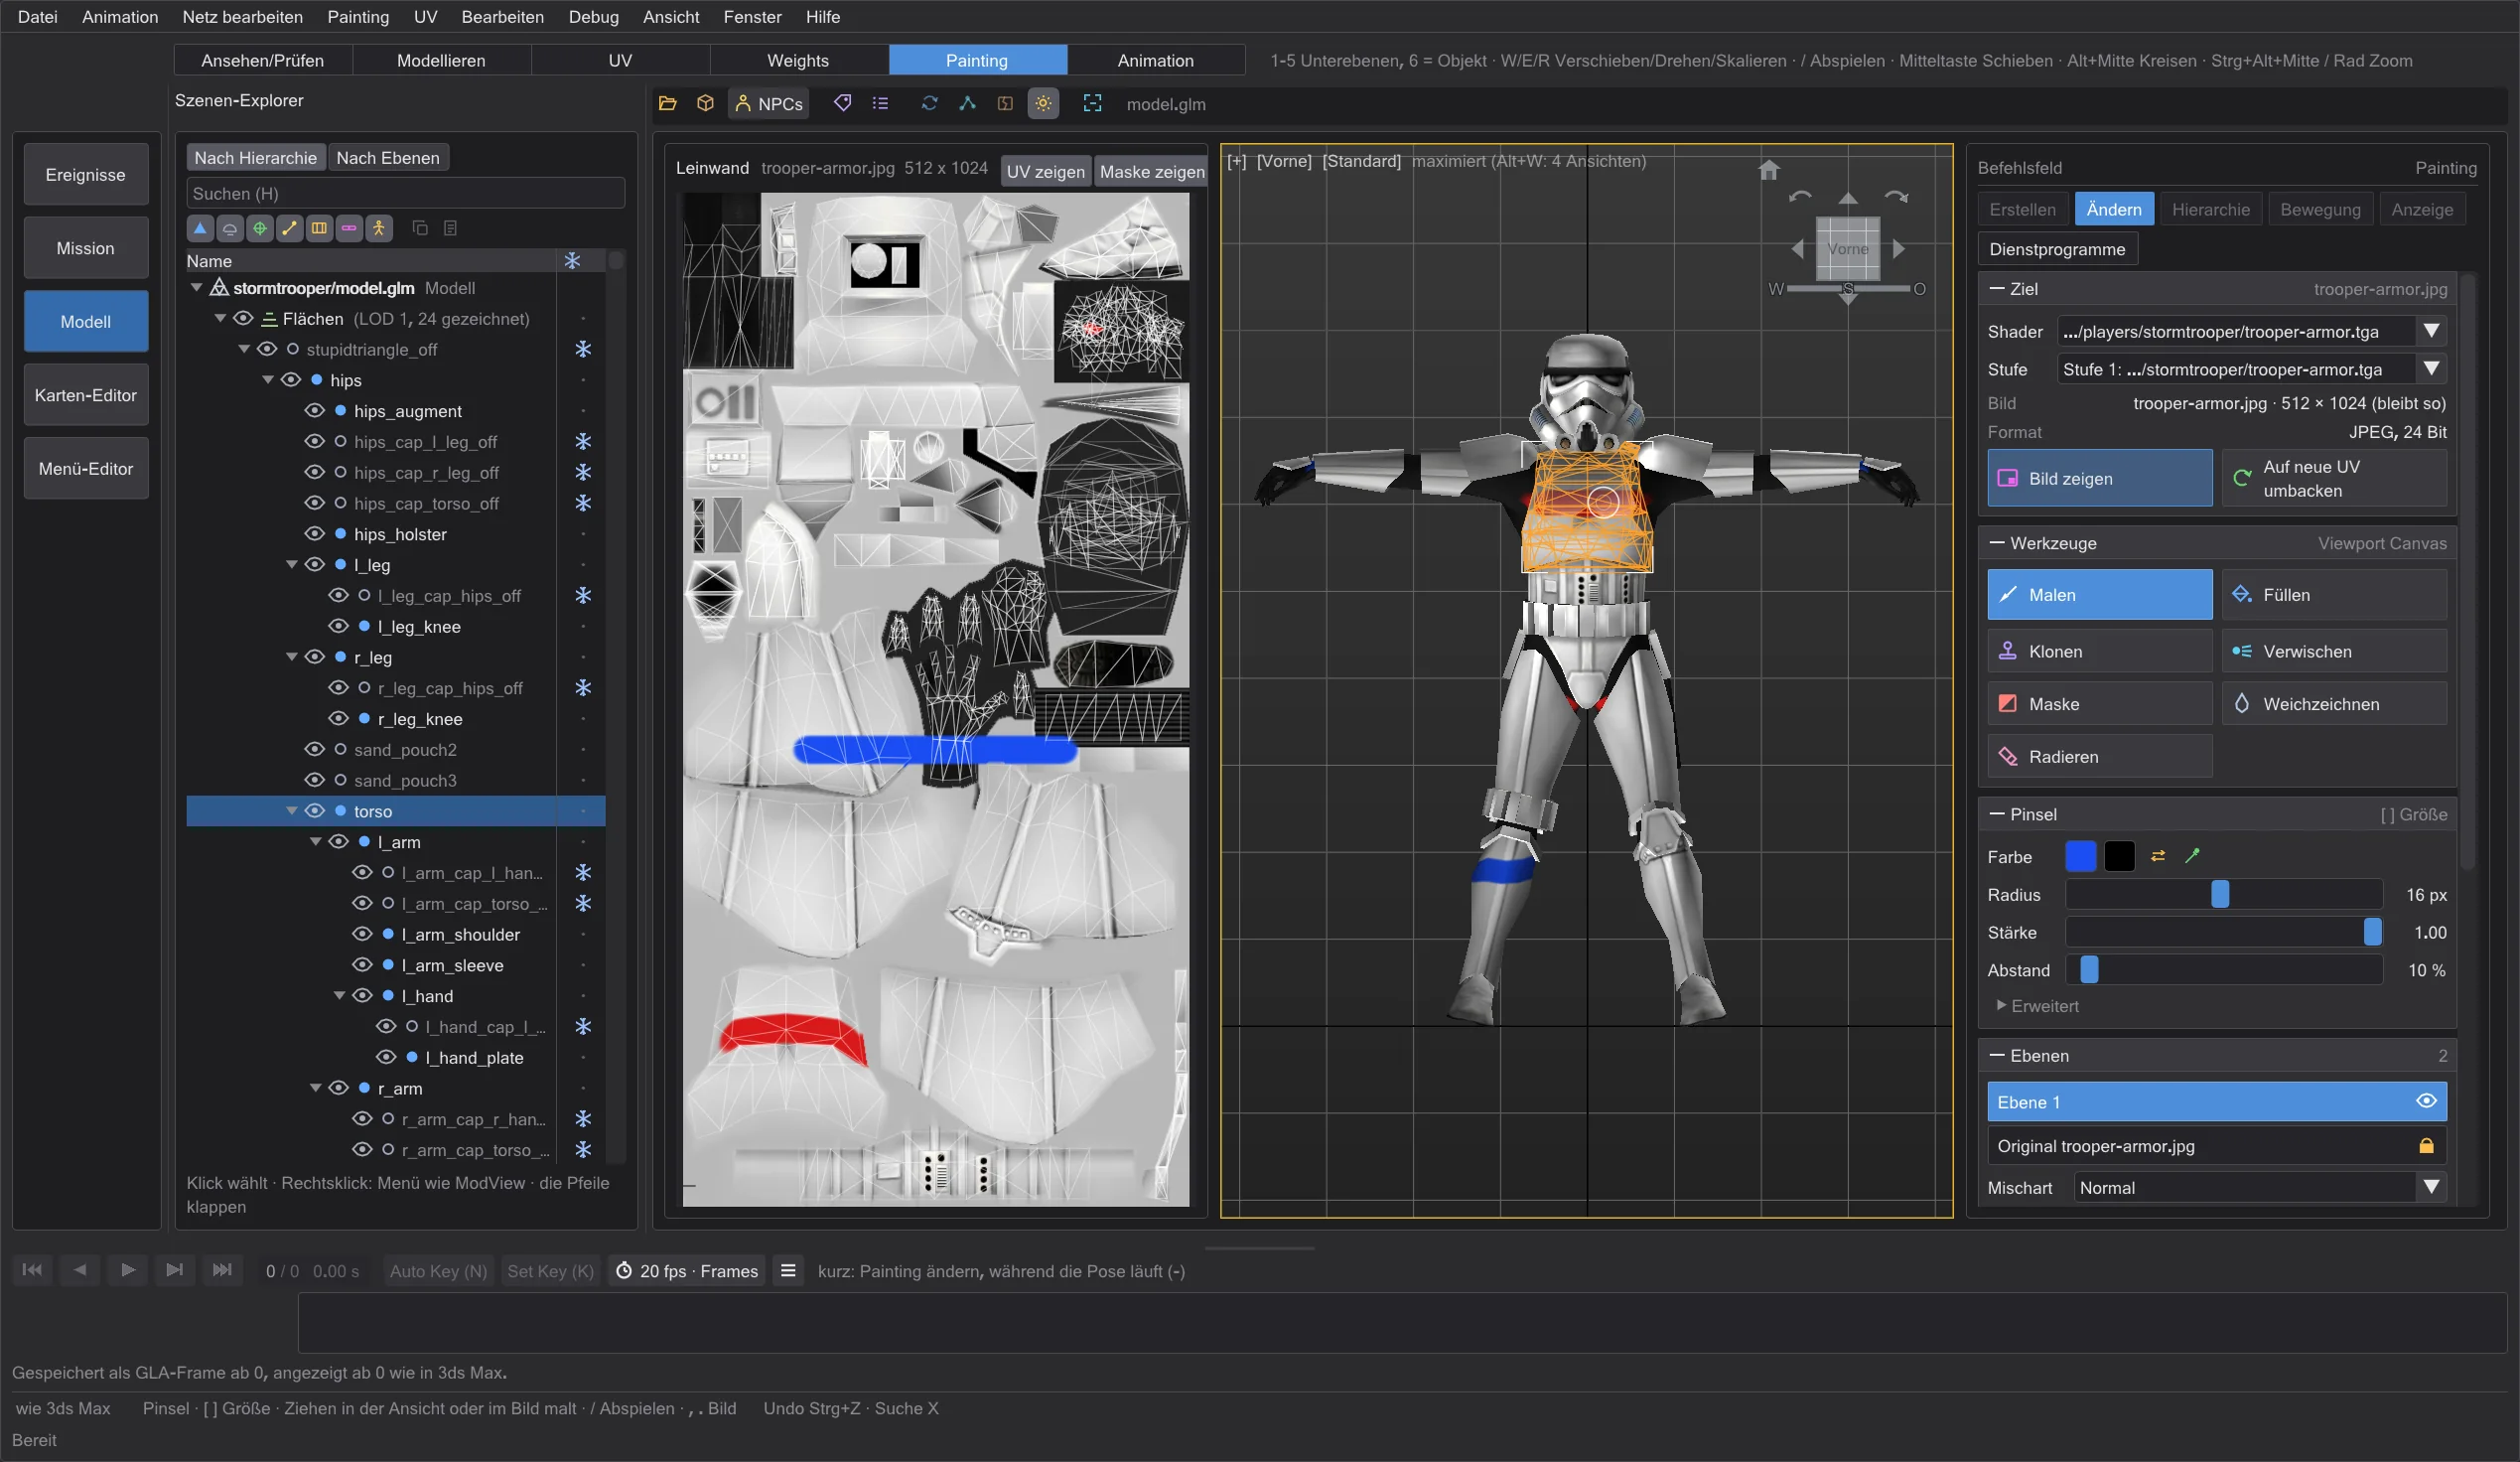 Datei Animation Netz bearbeiten Painting UV Bearbeiten Debug Ansicht Fenster Hilfe
Ansehen/Prüfen Modellieren UV Weights Painting Animation 1-5 Unterebenen, 6 = Objekt · W/E/R Verschieben/Drehen/Skalieren · / Abspielen · Mitteltaste Schieben · Alt+Mitte Kreisen · Strg+Alt+Mitte / Rad Zoom
Szenen-Explorer
NPCs model.glm
Ereignisse
Mission
Modell
Karten-Editor
Menü-Editor
Nach Hierarchie Nach Ebenen
Suchen (H)
Name
stormtrooper/model.glm Modell
Flächen (LOD 1, 24 gezeichnet)
stupidtriangle_off
hips
hips_augment
hips_cap_l_leg_off
hips_cap_r_leg_off
hips_cap_torso_off
hips_holster
l_leg
l_leg_cap_hips_off
l_leg_knee
r_leg
r_leg_cap_hips_off
r_leg_knee
sand_pouch2
sand_pouch3
torso
l_arm
l_arm_cap_l_han...
l_arm_cap_torso_...
l_arm_shoulder
l_arm_sleeve
l_hand
l_hand_cap_l_...
l_hand_plate
r_arm
r_arm_cap_r_han...
r_arm_cap_torso_...
Klick wählt · Rechtsklick: Menü wie ModView · die Pfeile
klappen
Leinwand trooper-armor.jpg 512 x 1024 UV zeigen Maske zeigen
[+] [Vorne] [Standard] maximiert (Alt+W: 4 Ansichten)
Vorne
W S O
Befehlsfeld Painting
Erstellen Ändern Hierarchie Bewegung Anzeige
Dienstprogramme
Ziel trooper-armor.jpg
Shader .../players/stormtrooper/trooper-armor.tga
Stufe Stufe 1: .../stormtrooper/trooper-armor.tga
Bild trooper-armor.jpg · 512 × 1024 (bleibt so)
Format JPEG, 24 Bit
Bild zeigen
Auf neue UV
umbacken
Werkzeuge Viewport Canvas
Malen Füllen
Klonen Verwischen
Maske Weichzeichnen
Radieren
Pinsel [ ] Größe
Farbe
Radius 16 px
Stärke 1.00
Abstand 10 %
Erweitert
Ebenen 2
Ebene 1
Original trooper-armor.jpg
Mischart Normal
0 / 0 0.00 s Auto Key (N) Set Key (K) 20 fps · Frames kurz: Painting ändern, während die Pose läuft (-)
Gespeichert als GLA-Frame ab 0, angezeigt ab 0 wie in 3ds Max.
wie 3ds Max Pinsel · [ ] Größe · Ziehen in der Ansicht oder im Bild malt · / Abspielen · , . Bild Undo Strg+Z · Suche X
Bereit